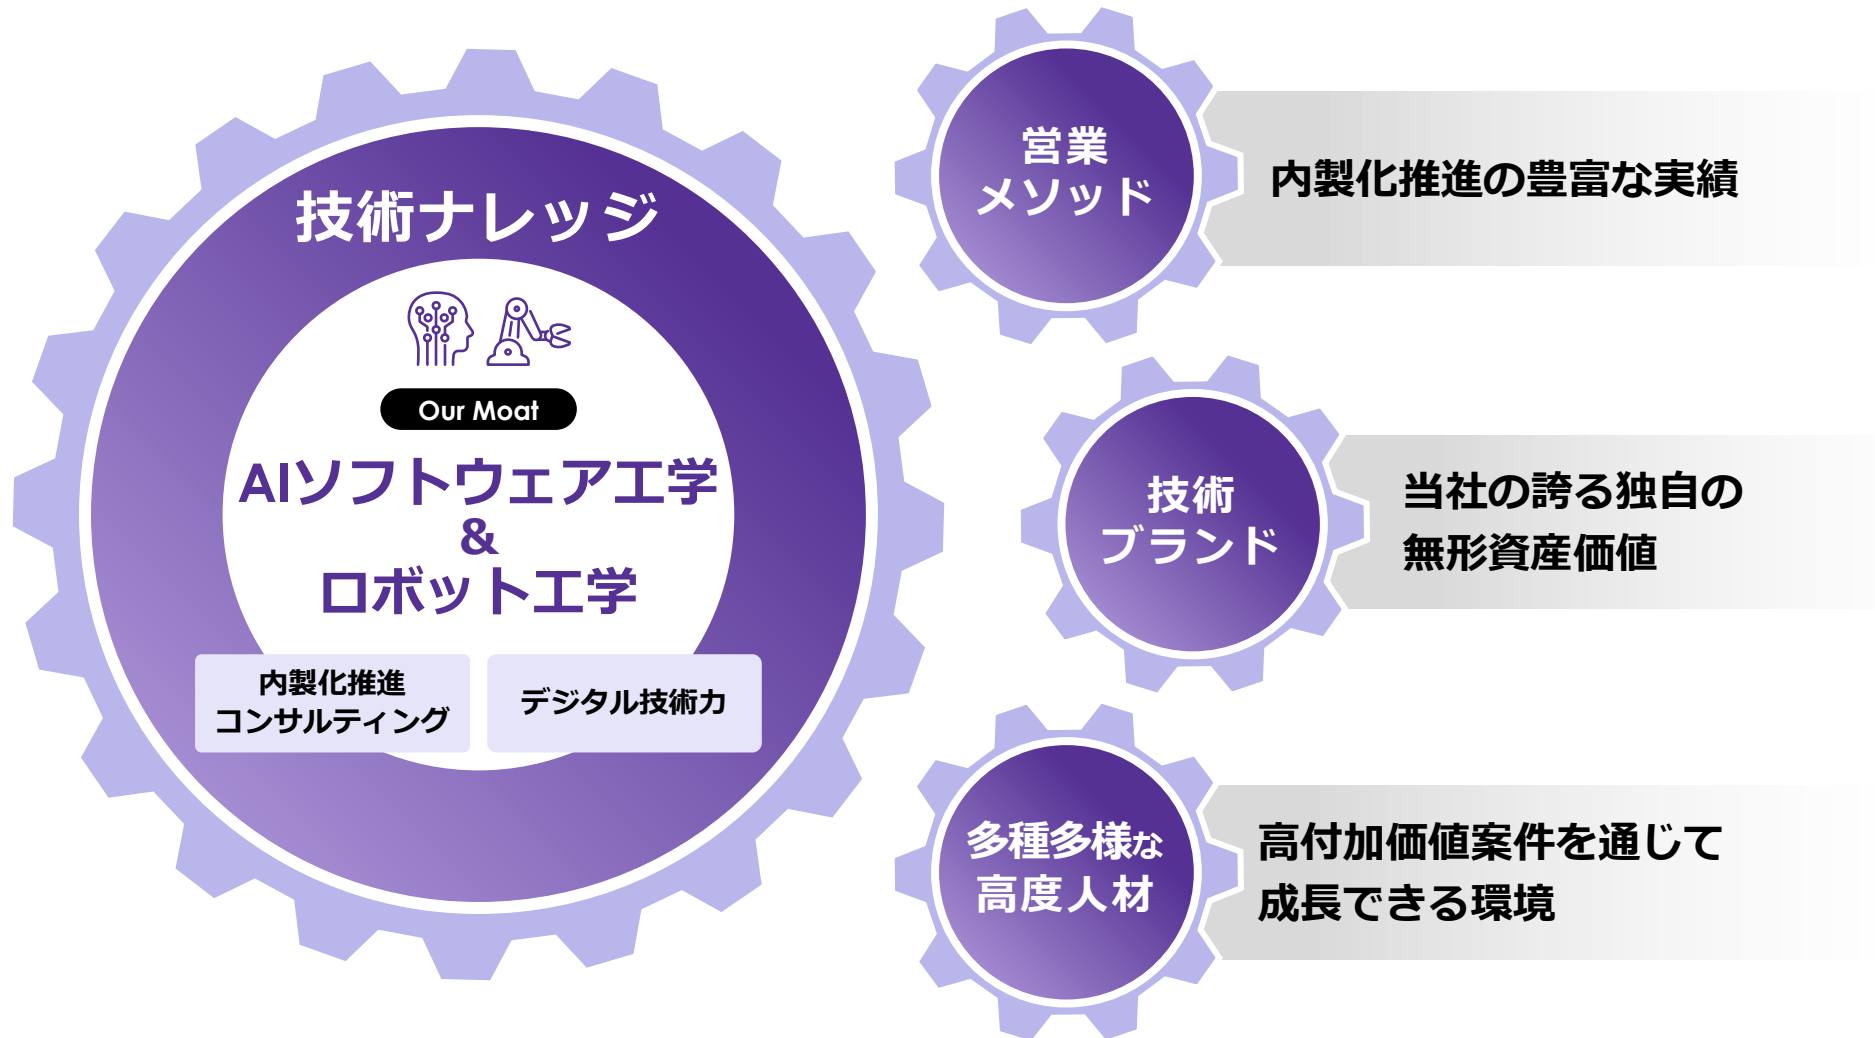 技術ナレッジ
Our Moat
AIソフトウェア工学
&
ロボット工学
内製化推進
コンサルティング
デジタル技術力
営業
メソッド
内製化推進の豊富な実績
技術
ブランド
当社の誇る独自の
無形資産価値
多種多様な
高度人材
高付加価値案件を通じて
成長できる環境